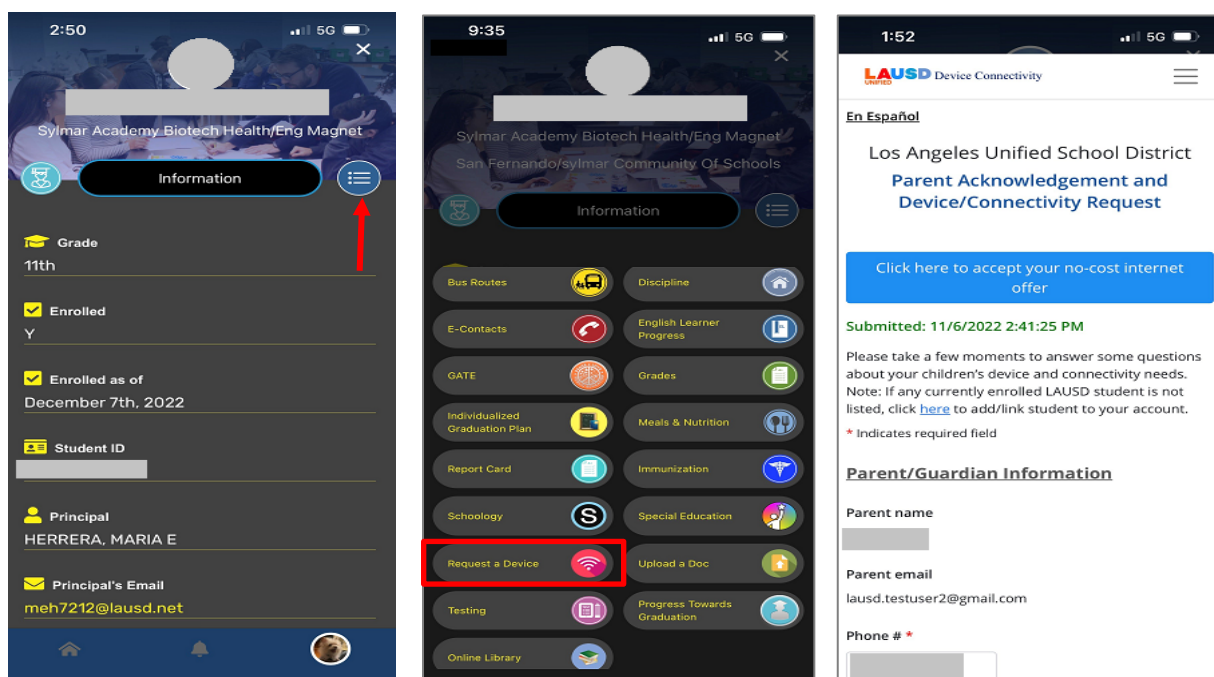 2:50
5G
Sylmar Academy Biotech Health/Eng Magnet
Information
Grade
11th
Enrolled
Y
Enrolled as of
December 7th, 2022
Student ID
Principal
HERRERA, MARIA E
Principal's Email
meh7212@lausd.net
9:35
5G
Sylmar Academy Biotech Health/Eng Magnet
San Fernando/sylmar Community Of Schools
Information
Bus Routes
Discipline
E-Contacts
English Learner
Progress
GATE
Grades
Individualized
Graduation Plan
Meals & Nutrition
Report Card
Immunization
Schoology
S
Special Education
Request a Device
Upload a Doc
Testing
Progress Towards
Graduation
Online Library
1:52
5G
LAUSD Device Connectivity
UNIFIED
En Español
Los Angeles Unified School District
Parent Acknowledgement and
Device/Connectivity Request
Click here to accept your no-cost internet
offer
Submitted: 11/6/2022 2:41:25 PM
Please take a few moments to answer some questions
about your children's device and connectivity needs.
Note: If any currently enrolled LAUSD student is not
listed, click here to add/link student to your account.
* Indicates required field
Parent/Guardian Information
Parent name
Parent email
lausd.testuser2@gmail.com
Phone # *